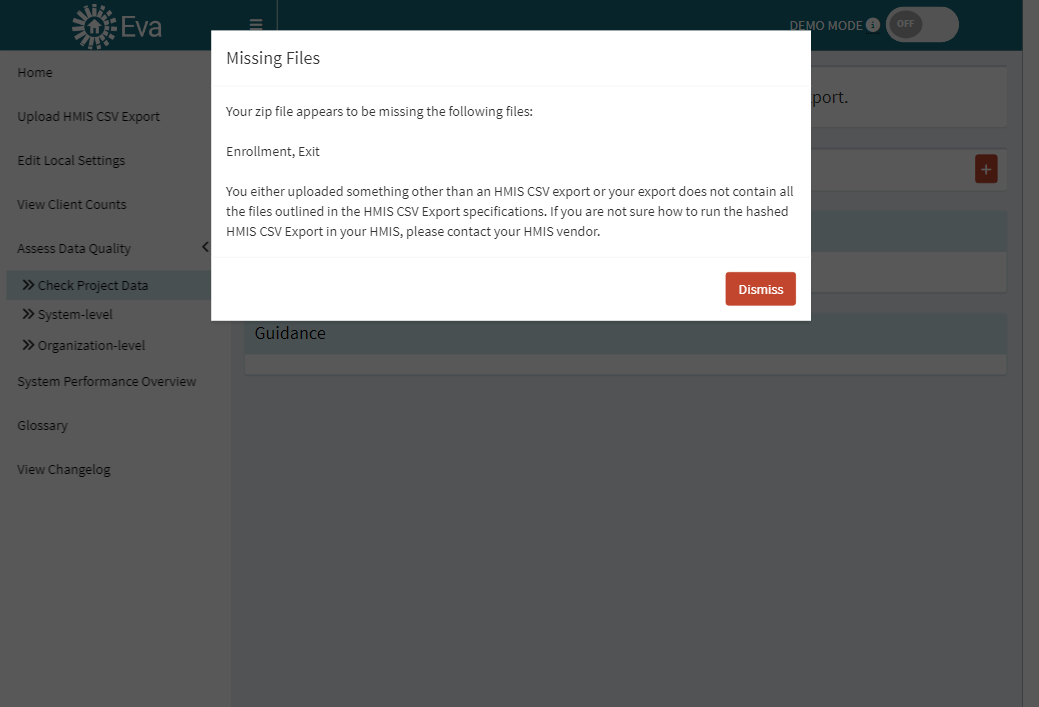 Eva
DEMO MODE
OFF
Missing Files
Home
port.
Your zip file appears to be missing the following files:
Upload HMIS CSV Export
Enrollment, Exit
Edit Local Settings
You either uploaded something other than an HMIS CSV export or your export does not contain all
the files outlined in the HMIS CSV Export specifications. If you are not sure how to run the hashed
HMIS CSV Export in your HMIS, please contact your HMIS vendor.
View Client Counts
Assess Data Quality
Check Project Data
Dismiss
System-level
Guidance
Organization-level
System Performance Overview
Glossary
View Changelog